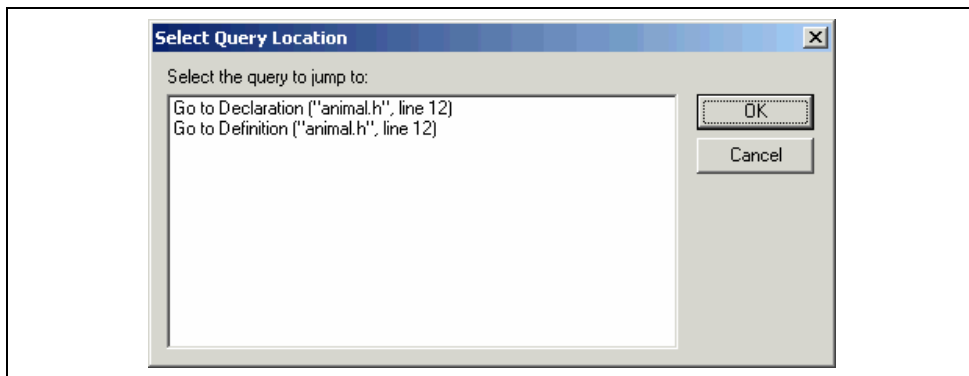 Select Query Location
Select the query to jump to:
Go to Declaration ("animal.h", line 12)
Go to Definition ("animal.h", line 12)
OK
Cancel